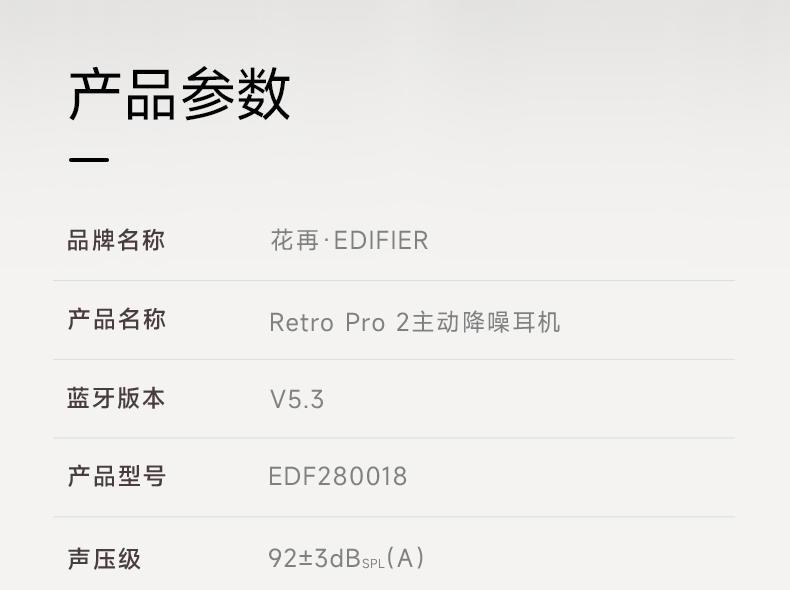 产品参数
品牌名称 花再·EDIFIER
产品名称 Retro Pro 2主动降噪耳机
蓝牙版本 V5.3
产品型号 EDF280018
声压级 92±3dBSPL(A)